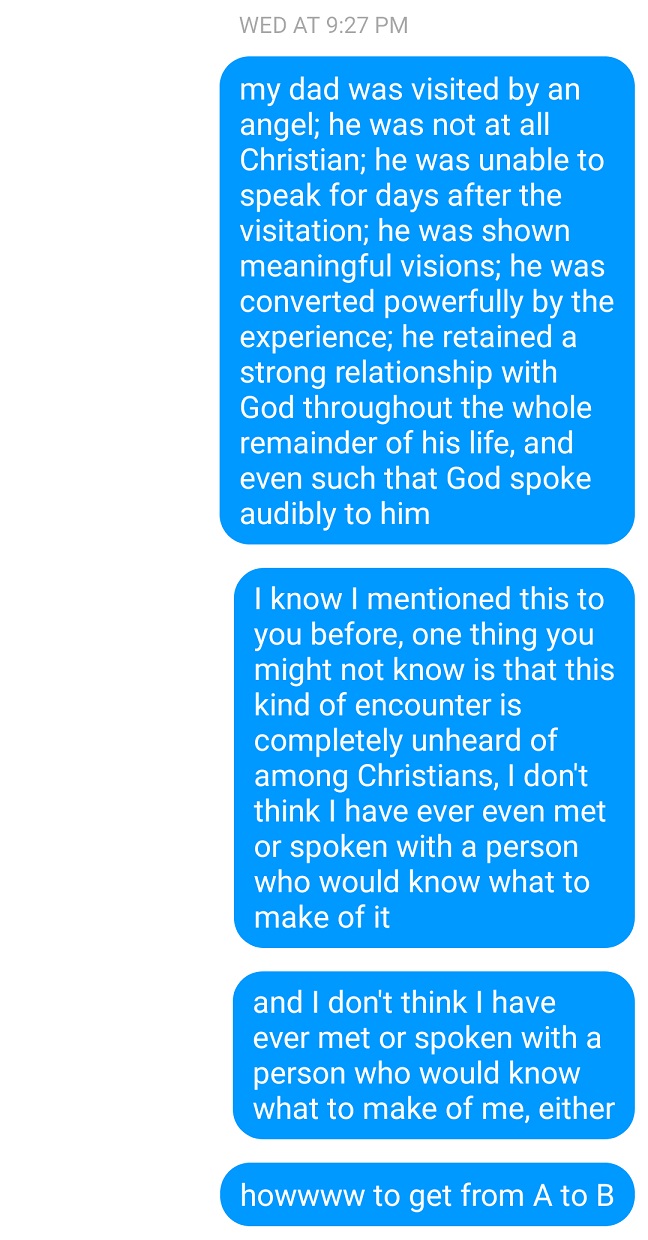 WED AT 9:27 PM
my dad was visited by an
angel; he was not at all
Christian; he was unable to
speak for days after the
visitation; he was shown
meaningful visions; he was
converted powerfully by the
experience; he retained a
strong relationship with
God throughout the whole
remainder of his life, and
even such that God spoke
audibly to him
I know I mentioned this to
you before, one thing you
might not know is that this
kind of encounter is
completely unheard of
among Christians, I don't
think I have ever even met
or spoken with a person
who would know what to
make of it
and I don't think I have
ever met or spoken with a
person who would know
what to make of me, either
howwww to get from A to B